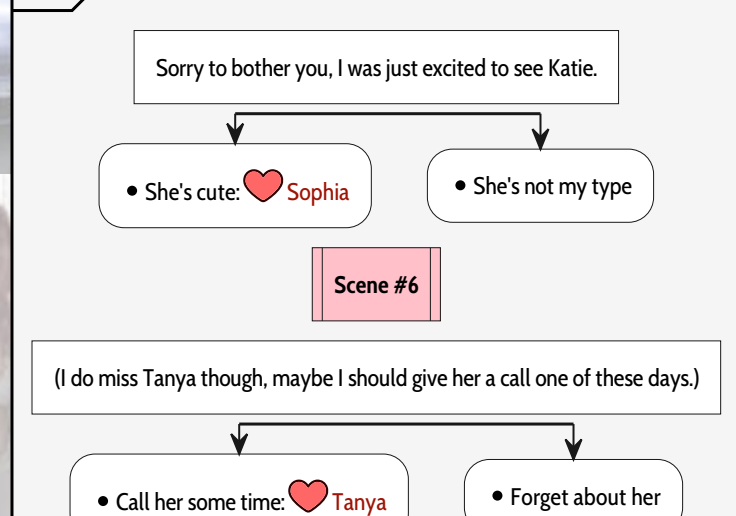 Sorry to bother you, I was just excited to see Katie.
• She's cute: Sophia
• She's not my type
Scene #6
(I do miss Tanya though, maybe I should give her a call one of these days.)
• Call her some time: Tanya
• Forget about her